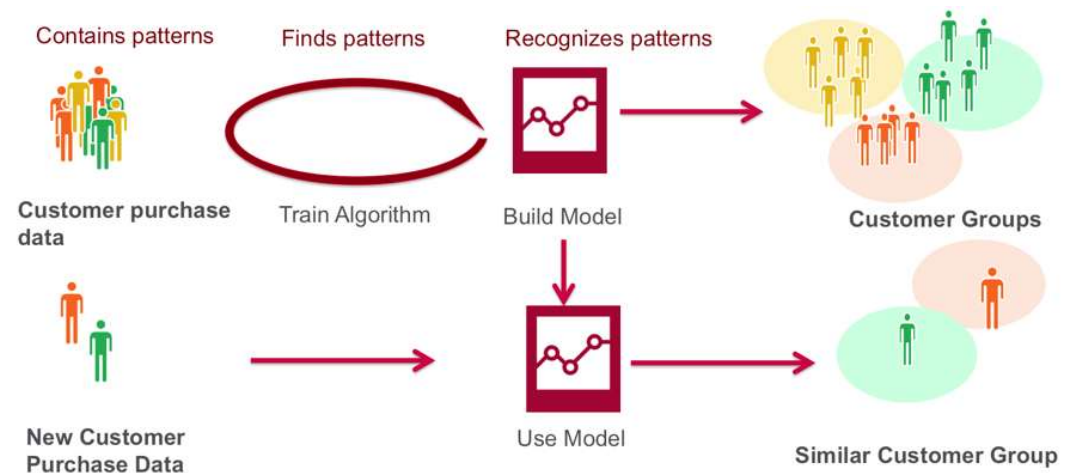 Contains patterns
Finds patterns
Recognizes patterns
Customer purchase
data
Train Algorithm
Build Model
Customer Groups
New Customer
Purchase Data
Use Model
Similar Customer Group